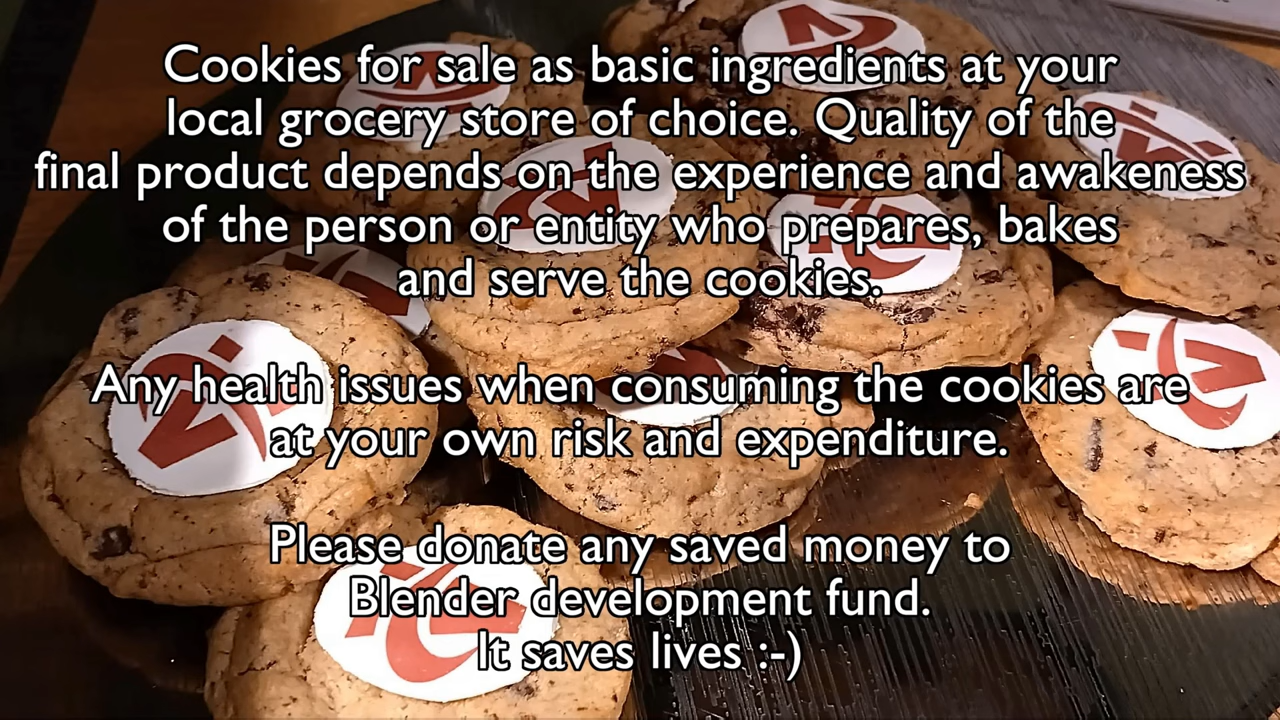 Cookies for sale as basic ingredients at your
local grocery store of choice. Quality of the
final product depends on the experience and awakeness
of the person or entity who prepares, bakes
and serve the cookies.
Any health issues when consuming the cookies are
at your own risk and expenditure.
Please donate any saved money to
Blender development fund.
It saves lives :-)